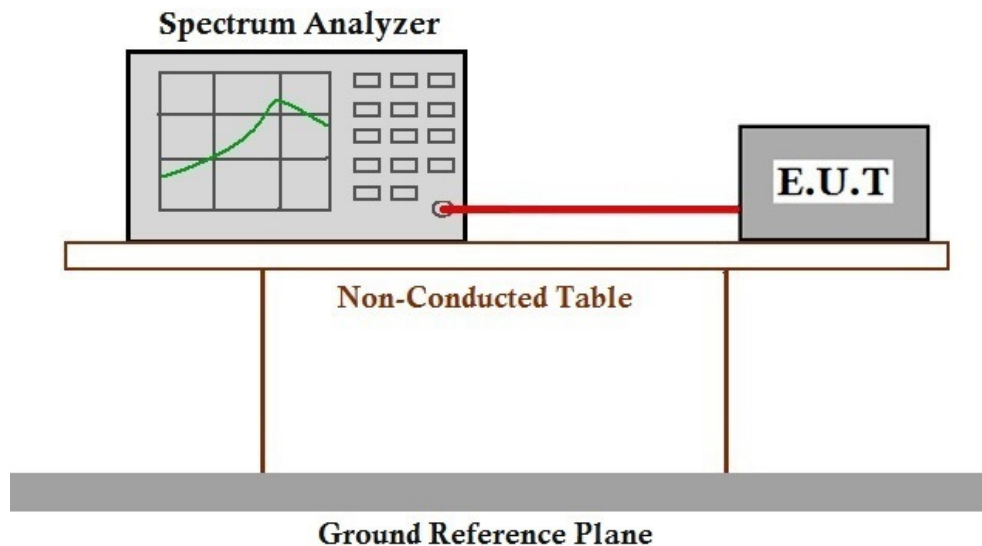 Spectrum Analyzer
E.U.T
Non-Conducted Table
Ground Reference Plane